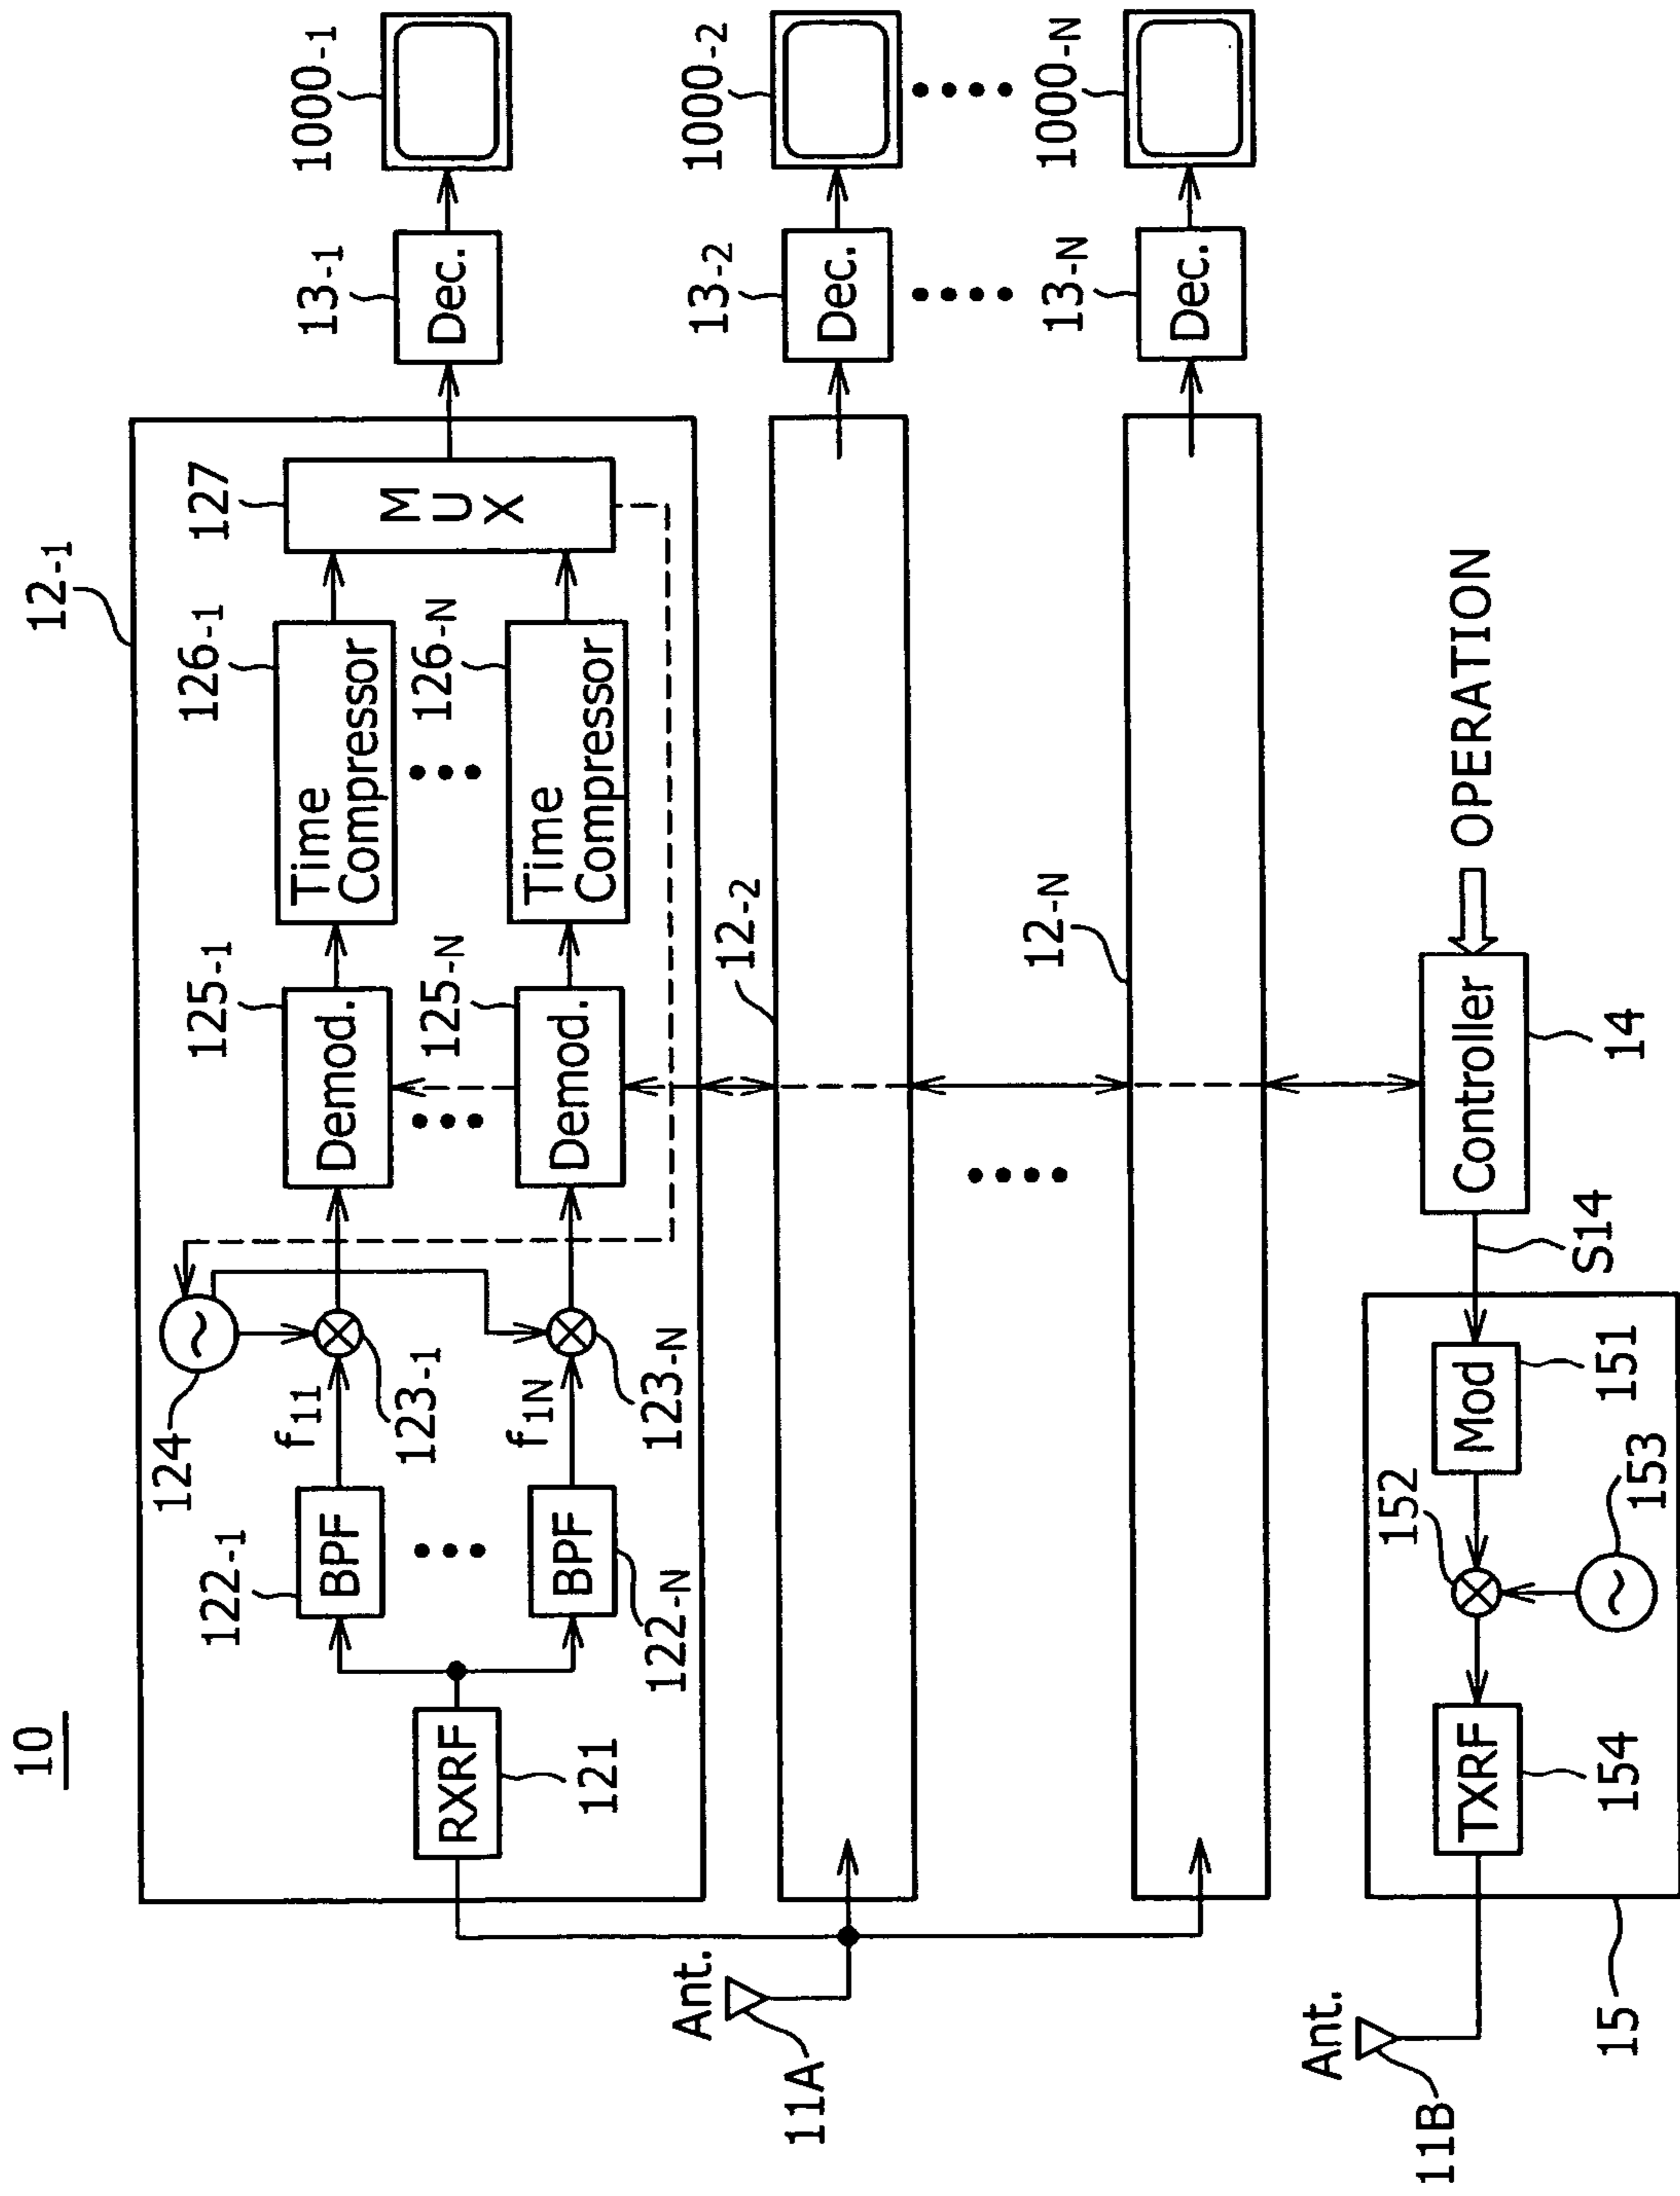 10
12-1
124
122-1
BPF
f11
123-1
125-1
Demod.
126-1
Time
Compressor
127
MUX
13-1
Dec.
1000-1
RXRF
121
BPF
122-N
f1N
123-N
125-N
Demod.
126-N
Time
Compressor
Ant.
11A
12-2
13-2
Dec.
1000-2
12-N
13-N
Dec.
1000-N
Ant.
11B
15
TXRF
154
152
153
Mod
151
S14
Controller
14
OPERATION